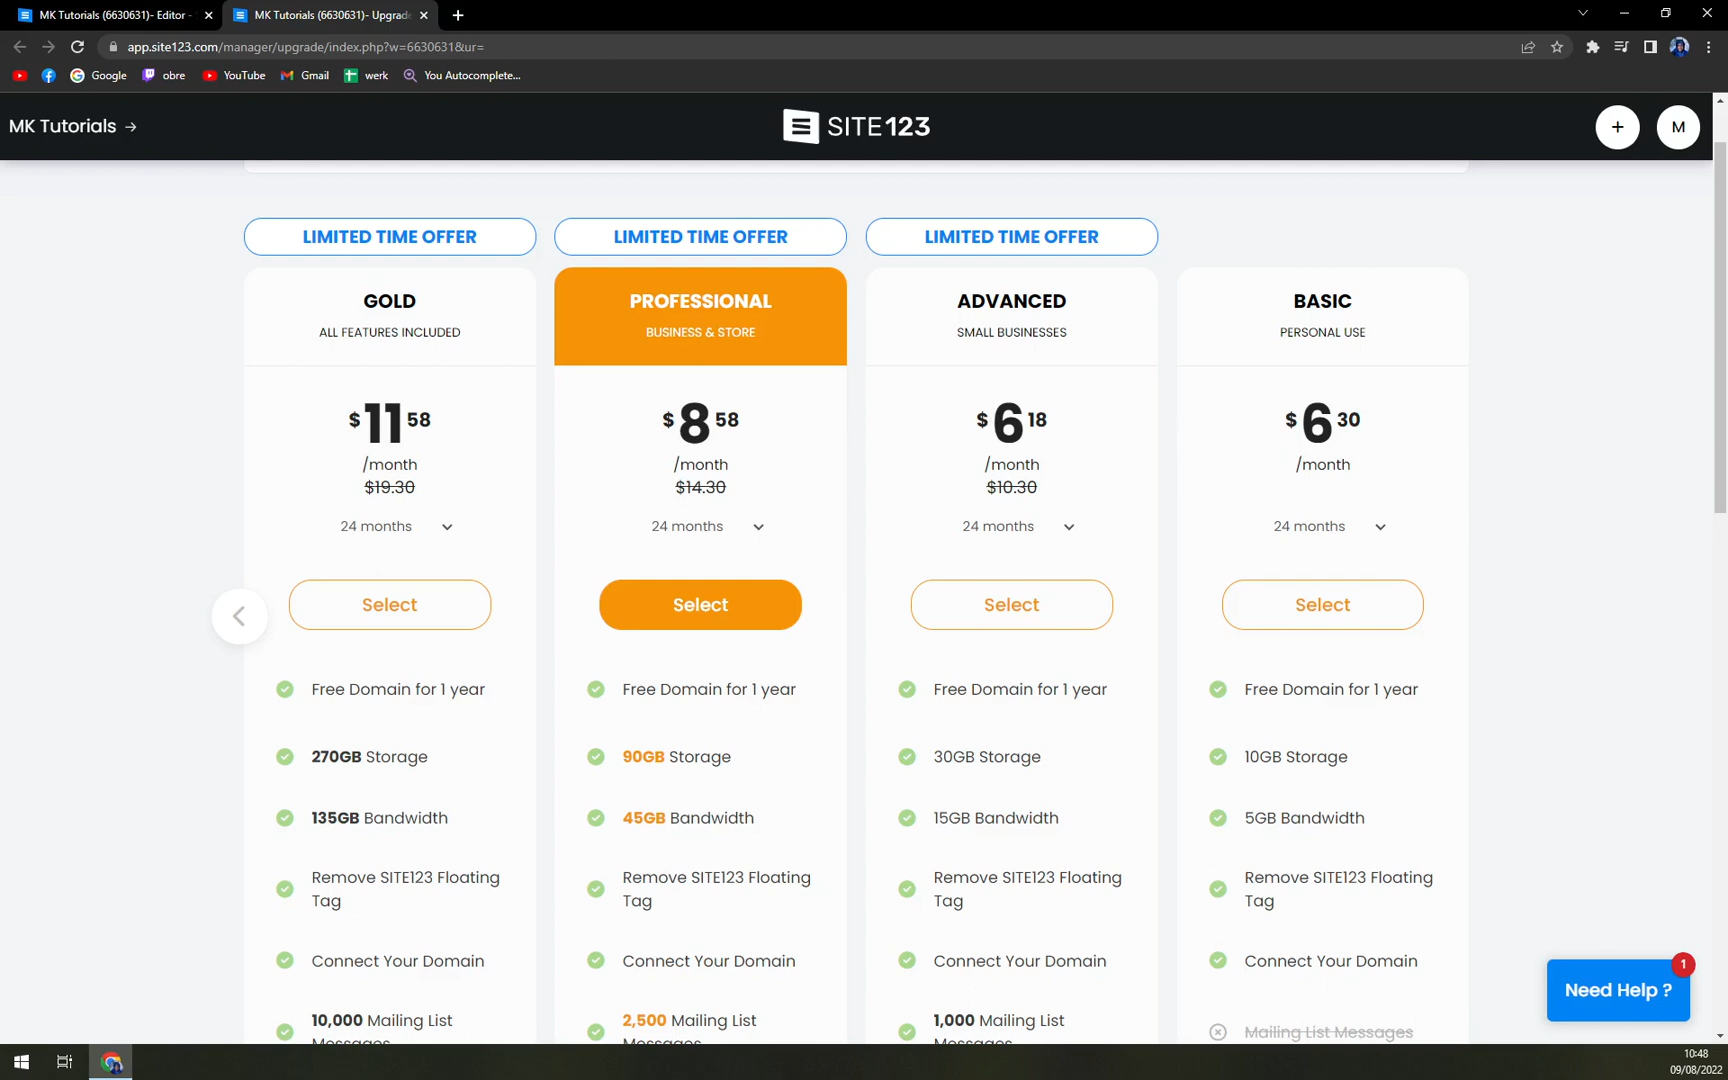 MK Tutorials (6630631)- Editor -
MK Tutorials (6630631)- Upgrade
app.site123.com/manager/upgrade/index.php?w=6630631&ur=
Google
obre
YouTube
Gmail
werk
You Autocomplete...
MK Tutorials →
SITE123
+
M
LIMITED TIME OFFER
LIMITED TIME OFFER
LIMITED TIME OFFER
GOLD
ALL FEATURES INCLUDED
PROFESSIONAL
BUSINESS & STORE
ADVANCED
SMALL BUSINESSES
BASIC
PERSONAL USE
$ 11 58
/month
$19.30
24 months
Select
$ 8 58
/month
$14.30
24 months
Select
$ 6 18
/month
$10.30
24 months
Select
$ 6 30
/month
24 months
Select
Free Domain for 1 year
270GB Storage
135GB Bandwidth
Remove SITE123 Floating
Tag
Connect Your Domain
10,000 Mailing List
Messages
Free Domain for 1 year
90GB Storage
45GB Bandwidth
Remove SITE123 Floating
Tag
Connect Your Domain
2,500 Mailing List
Messages
Free Domain for 1 year
30GB Storage
15GB Bandwidth
Remove SITE123 Floating
Tag
Connect Your Domain
1,000 Mailing List
Messages
Free Domain for 1 year
10GB Storage
5GB Bandwidth
Remove SITE123 Floating
Tag
Connect Your Domain
Mailing List Messages
1
Need Help ?
10:48
09/08/2022